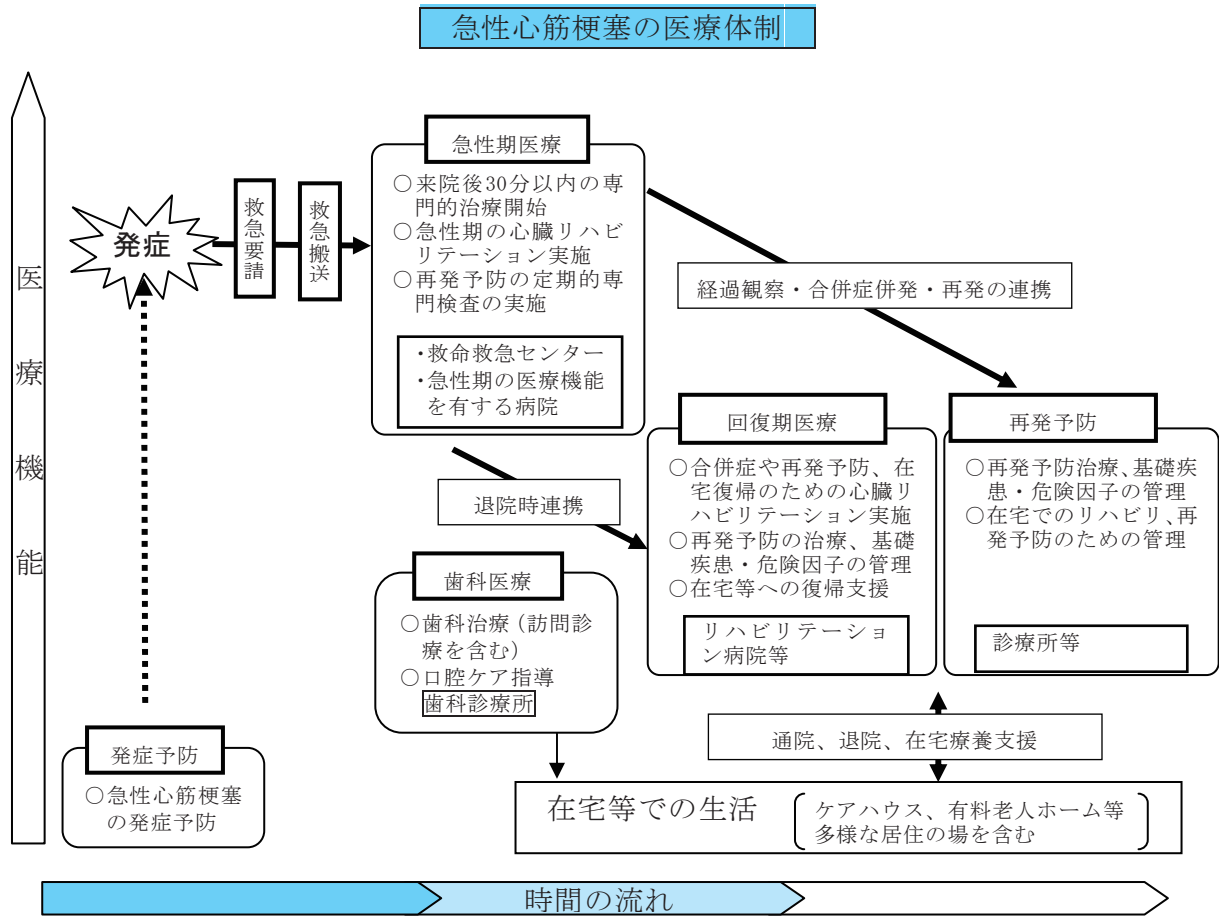 急性心筋梗塞の医療体制
医療機能
発症
救急要請
救急搬送
急性期医療
○来院後30分以内の専
門的治療開始
○急性期の心臓リハビ
リテーション実施
○再発予防の定期的専
門検査の実施
・救命救急センター
・急性期の医療機能
を有する病院
経過観察・合併症併発・再発の連携
退院時連携
回復期医療
○合併症や再発予防、在
宅復帰のための心臓リ
ハビリテーション実施
○再発予防の治療、基礎
疾患・危険因子の管理
○在宅等への復帰支援
リハビリテーショ
ン病院等
再発予防
○再発予防治療、基礎疾
患・危険因子の管理
○在宅でのリハビリ、再
発予防のための管理
診療所等
歯科医療
○歯科治療（訪問診
療を含む）
○口腔ケア指導
歯科診療所
発症予防
○急性心筋梗塞
の発症予防
通院、退院、在宅療養支援
在宅等での生活
ケアハウス、有料老人ホーム等
多様な居住の場を含む
時間の流れ